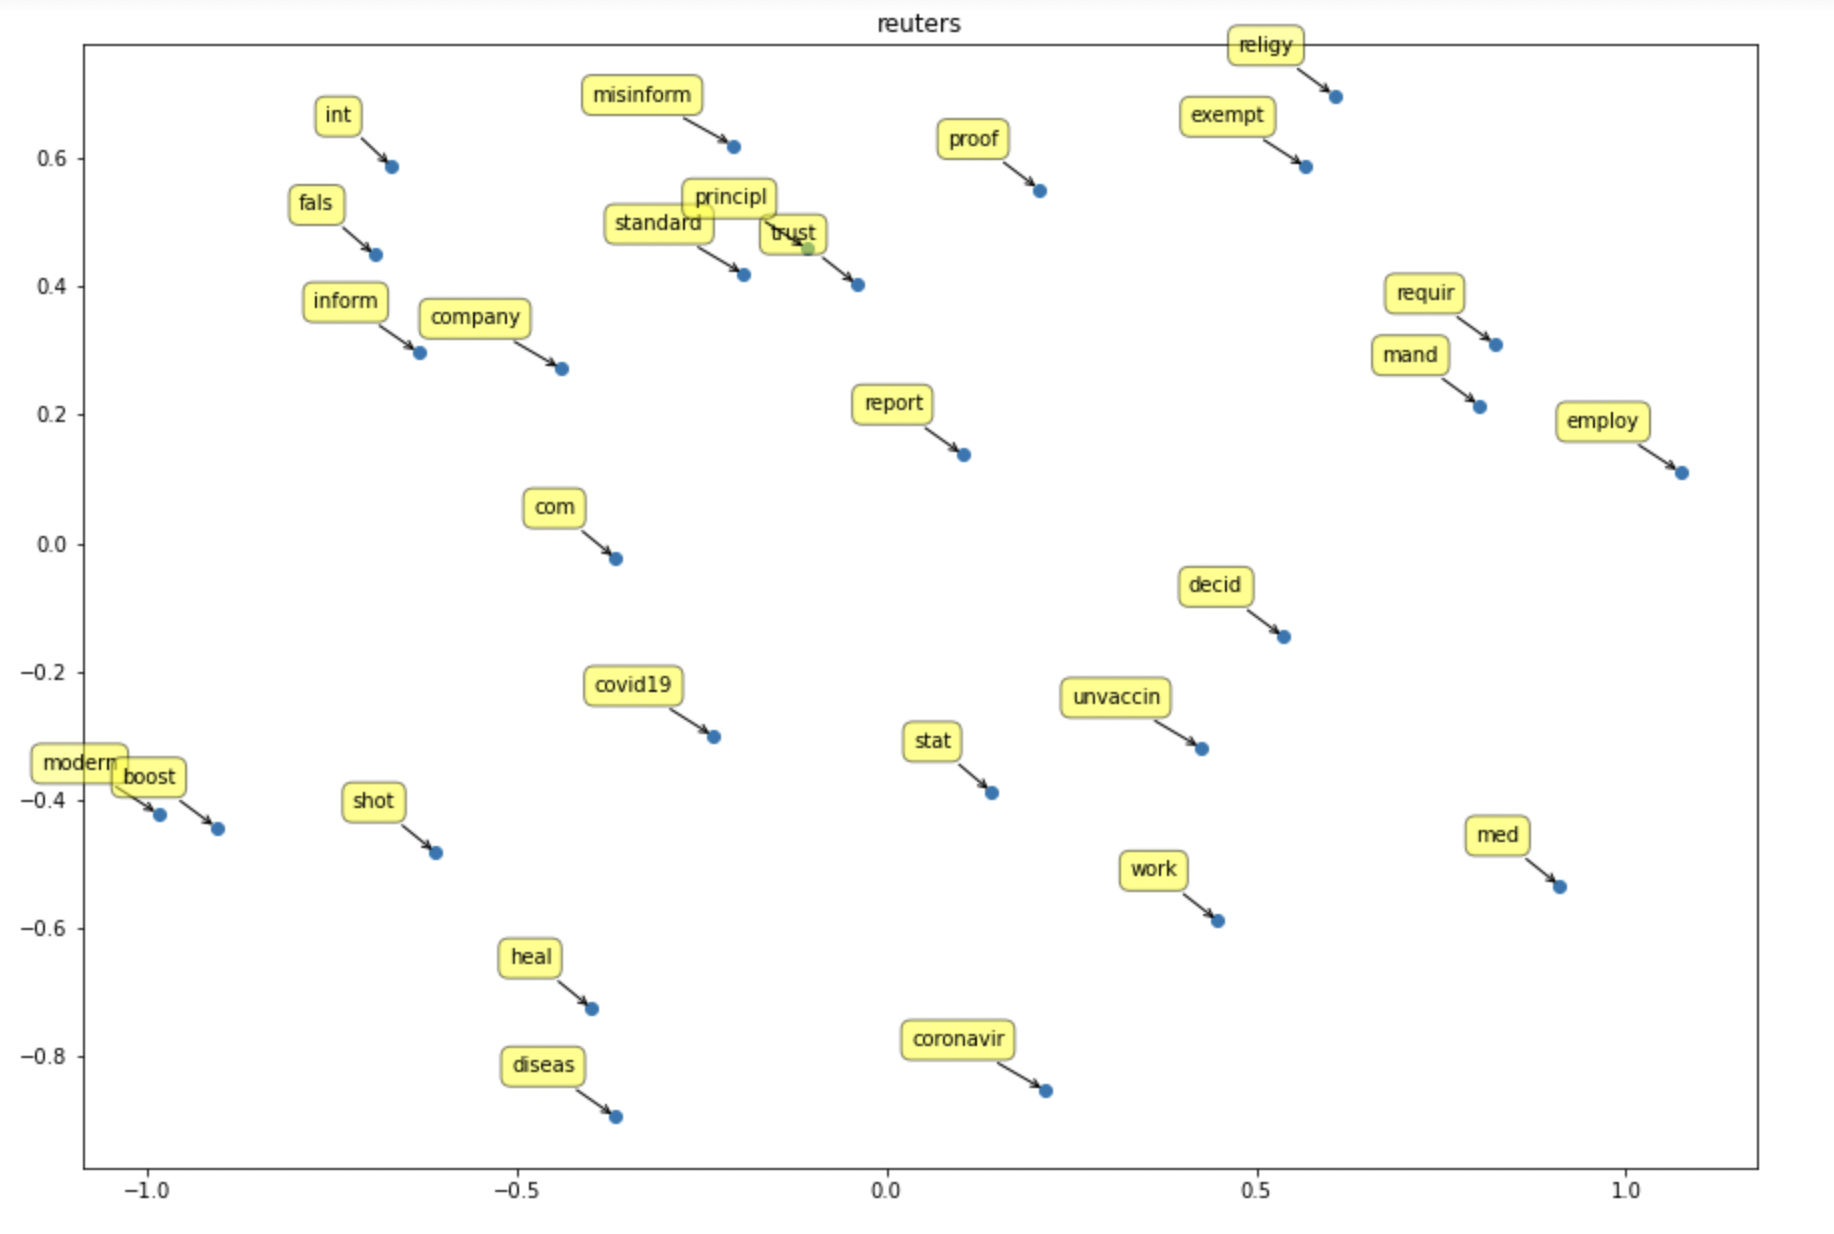 reuters
religy
misinform
int
exempt
proof
0.6
principl
fals
standard
trust
0.4
inform
company
requir
mand
0.2
report
employ
com
0.0
decid
−0.2
covid19
unvaccin
stat
modern
boost
−0.4
shot
med
work
−0.6
heal
coronavir
−0.8
diseas
−1.0
−0.5
0.0
0.5
1.0